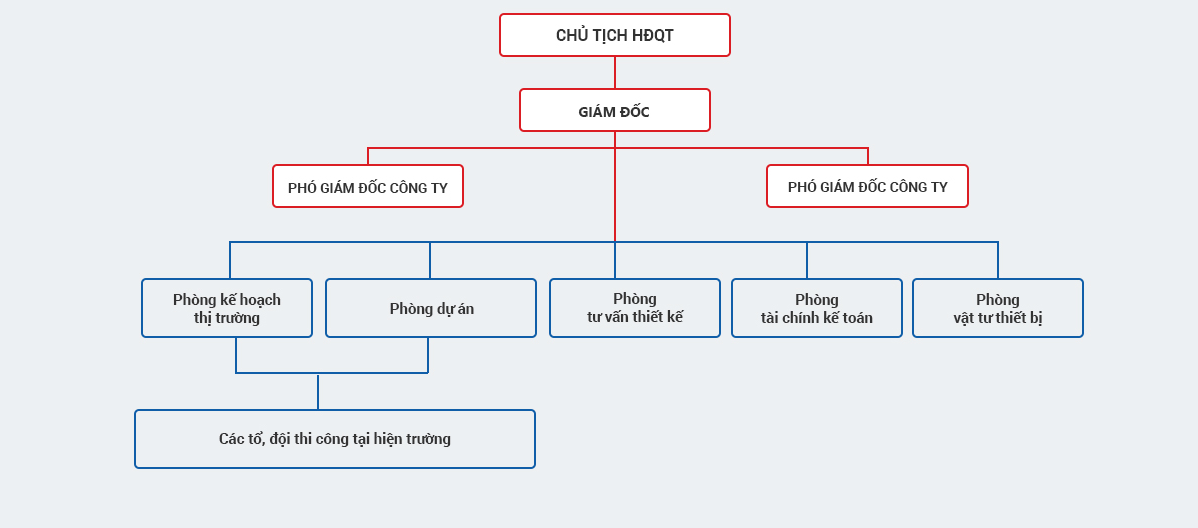 CHỦ TỊCH HĐQT
GIÁM ĐỐC
PHÓ GIÁM ĐỐC CÔNG TY
PHÓ GIÁM ĐỐC CÔNG TY
Phòng kế hoạch
thị trường
Phòng dự án
Phòng
tư vấn thiết kế
Phòng
tài chính kế toán
Phòng
vật tư thiết bị
Các tổ, đội thi công tại hiện trường